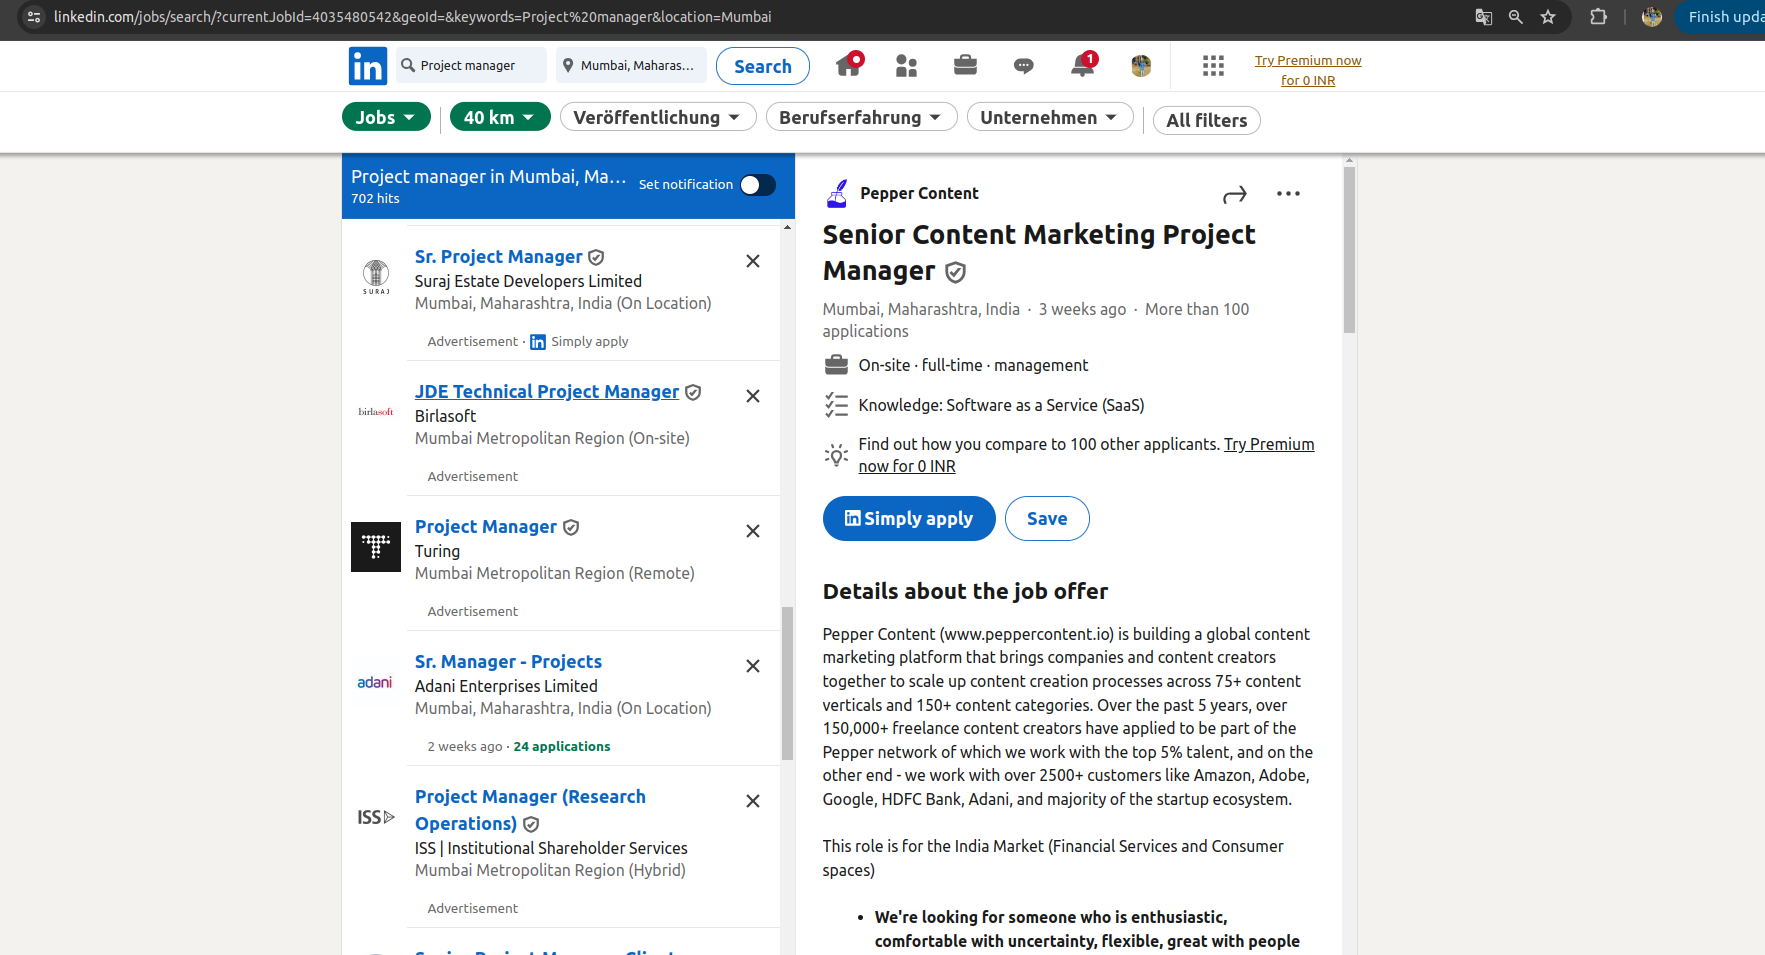 linkedin.com/jobs/search/?currentJobId=4035480542&geoId=&keywords=Project%20manager&location=Mumbai
Finish
in
Project manager
Mumbai, Maharas...
Search
1
Try Premium now
for 0 INR
Jobs
40 km
Veröffentlichung
Berufserfahrung
Unternehmen
All filters
Project manager in Mumbai, Ma...
702 hits
Set notification
SURAJ
Sr. Project Manager
Suraj Estate Developers Limited
Mumbai, Maharashtra, India (On Location)
Advertisement · in Simply apply
birlasoft
JDE Technical Project Manager
Birlasoft
Mumbai Metropolitan Region (On-site)
Advertisement
Project Manager
Turing
Mumbai Metropolitan Region (Remote)
Advertisement
adani
Sr. Manager - Projects
Adani Enterprises Limited
Mumbai, Maharashtra, India (On Location)
2 weeks ago · 24 applications
ISS
Project Manager (Research
Operations)
ISS | Institutional Shareholder Services
Mumbai Metropolitan Region (Hybrid)
Advertisement
Pepper Content
Senior Content Marketing Project
Manager
Mumbai, Maharashtra, India · 3 weeks ago · More than 100
applications
On-site · full-time · management
Knowledge: Software as a Service (SaaS)
Find out how you compare to 100 other applicants. Try Premium
now for 0 INR
in Simply apply
Save
Details about the job offer
Pepper Content (www.peppercontent.io) is building a global content
marketing platform that brings companies and content creators
together to scale up content creation processes across 75+ content
verticals and 150+ content categories. Over the past 5 years, over
150,000+ freelance content creators have applied to be part of the
Pepper network of which we work with the top 5% talent, and on the
other end - we work with over 2500+ customers like Amazon, Adobe,
Google, HDFC Bank, Adani, and majority of the startup ecosystem.
This role is for the India Market (Financial Services and Consumer
spaces)
• We're looking for someone who is enthusiastic,
comfortable with uncertainty, flexible, great with people